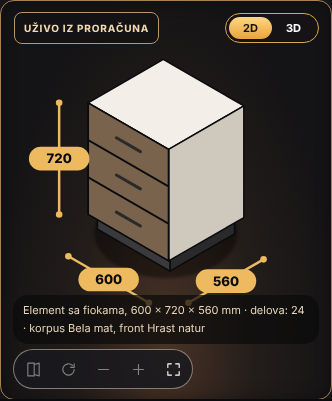 UŽIVO IZ PRORAČUNA
2D 3D
720
600 560
Element sa fiokama, 600 × 720 × 560 mm · delova: 24
· korpus Bela mat, front Hrast natur